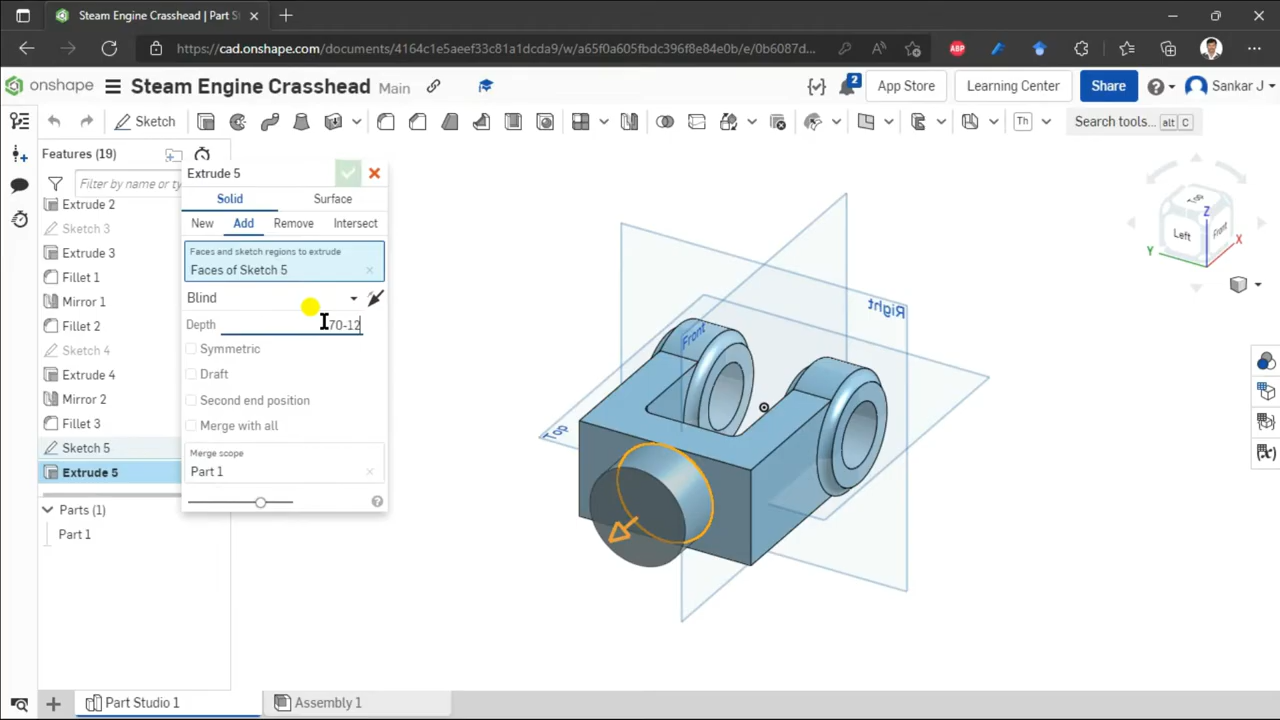 Steam Engine Crasshead | Part St
https://cad.onshape.com/documents/4164c1e5aeef33c81a1dcda9/w/a65f0a605fbdc396f8e84e0b/e/0b6087d...
ABP
onshape
Steam Engine Crasshead
Main
2
App Store
Learning Center
Share
Sankar J
Sketch
Th
Search tools...
alt
C
Features (19)
Filter by name or ty
Extrude 2
Sketch 3
Extrude 3
Fillet 1
Mirror 1
Fillet 2
Sketch 4
Extrude 4
Mirror 2
Fillet 3
Sketch 5
Extrude 5
Parts (1)
Part 1
Extrude 5
Solid
Surface
New
Add
Remove
Intersect
Faces and sketch regions to extrude
Faces of Sketch 5
Blind
Depth
70-12
Symmetric
Draft
Second end position
Merge with all
Merge scope
Part 1
Front
Right
Top
Top
Z
Left
Front
X
Y
Part Studio 1
Assembly 1